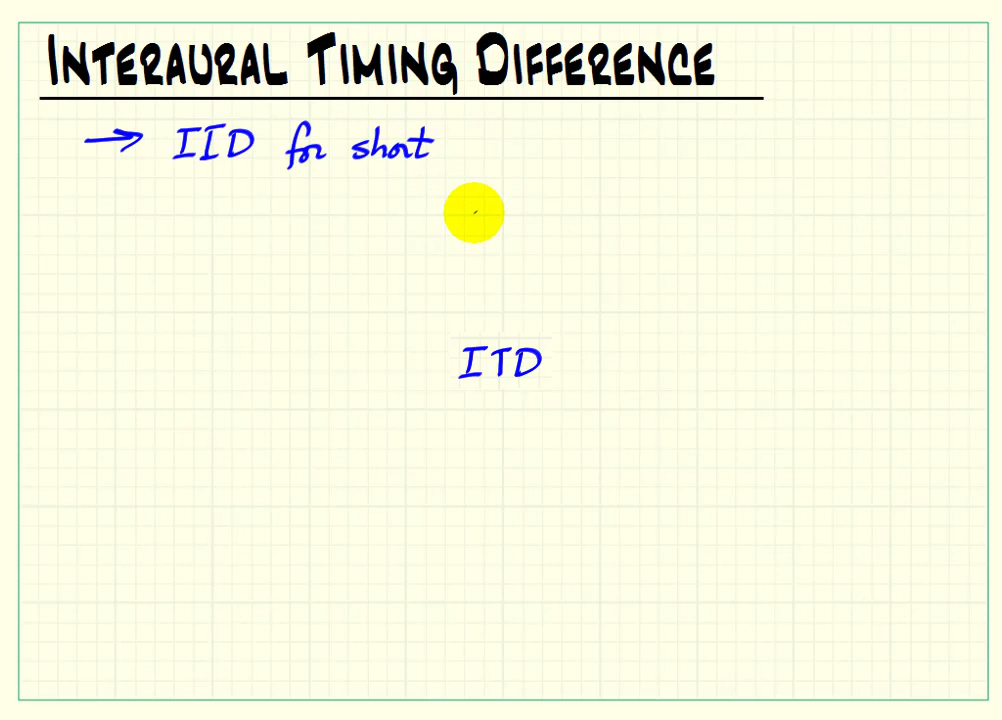 INTERAURAL TIMING DIFFERENCE
→ IID for short
ITD